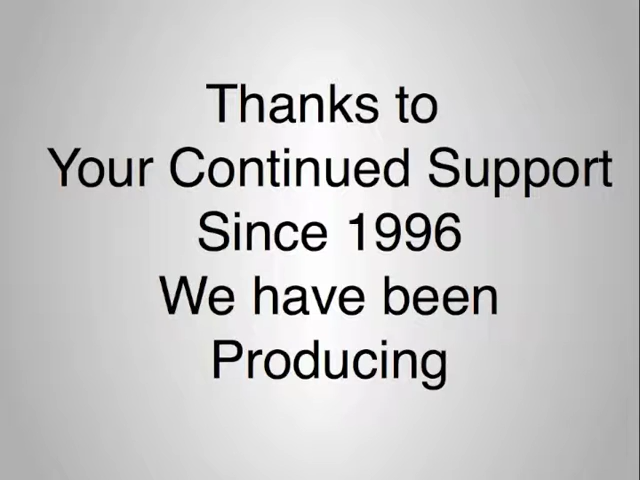 Thanks to
Your Continued Support
Since 1996
We have been
Producing